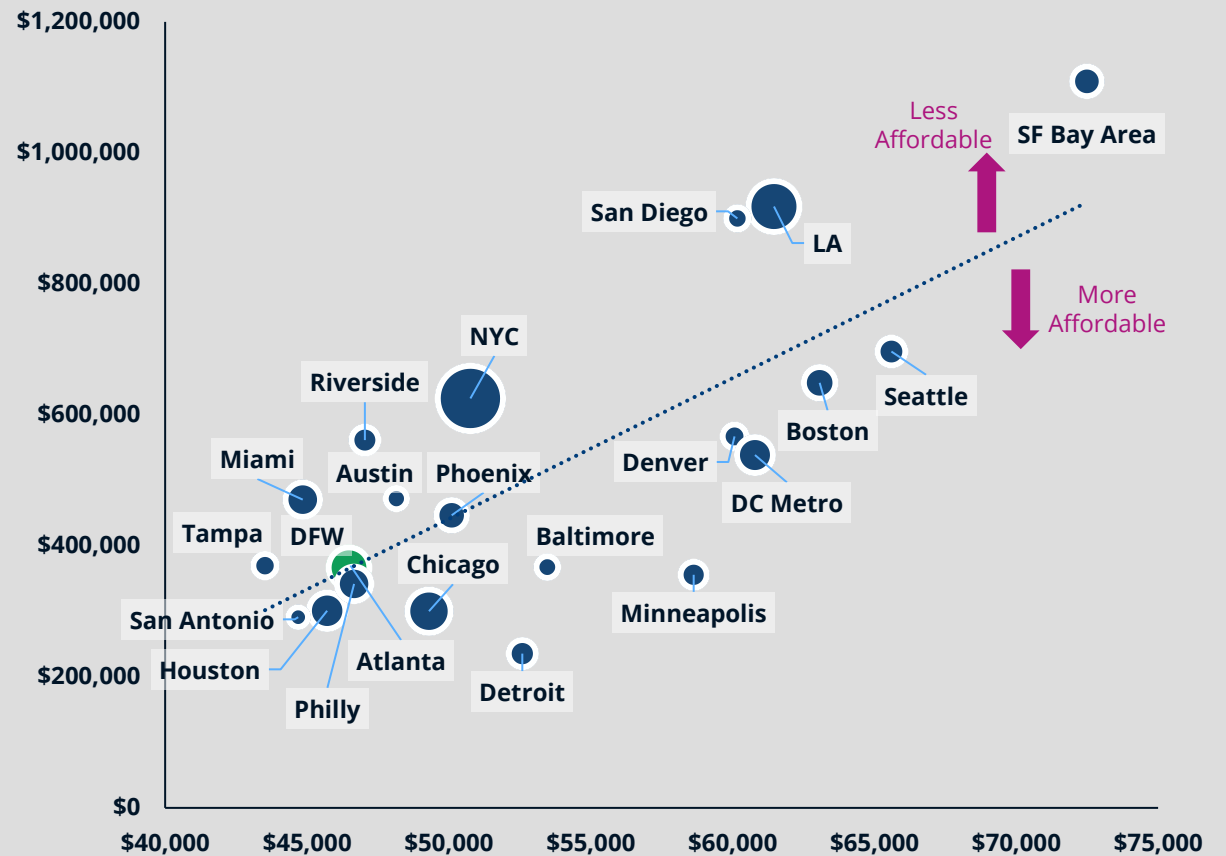 $1,200,000
$1,000,000
$800,000
$600,000
$400,000
$200,000
$0
Less
Affordable
SF Bay Area
San Diego
LA
More
Affordable
NYC
Riverside
Seattle
Boston
Miami
Austin
Phoenix
Denver
DC Metro
Tampa
DFW
Baltimore
Chicago
San Antonio
Minneapolis
Houston
Atlanta
Detroit
Philly
$40,000
$45,000
$50,000
$55,000
$60,000
$65,000
$70,000
$75,000